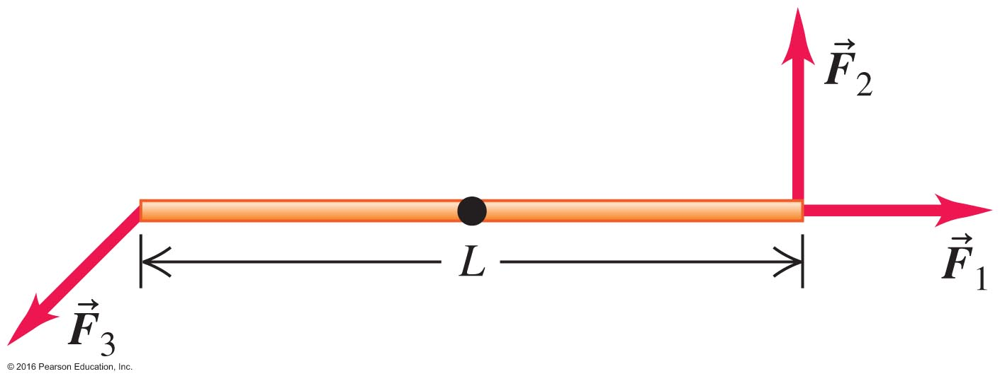 F⃗₂
L
F⃗₁
F⃗₃
© 2016 Pearson Education, Inc.